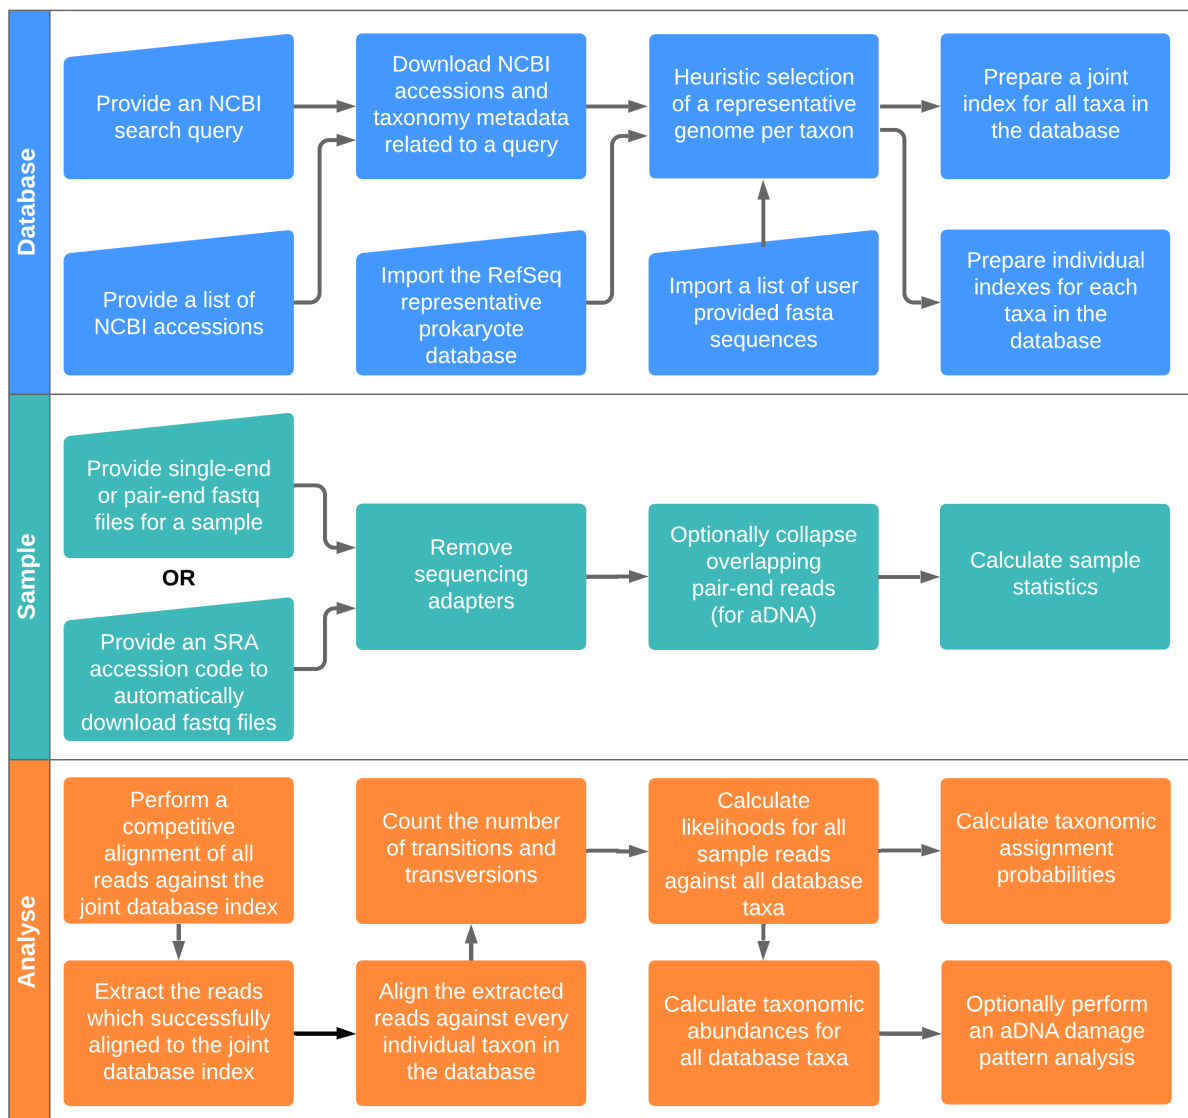 Database
Provide an NCBI
search query
Download NCBI
accessions and
taxonomy metadata
related to a query
Heuristic selection
of a representative
genome per taxon
Prepare a joint
index for all taxa in
the database
Provide a list of
NCBI accessions
Import the RefSeq
representative
prokaryote
database
Import a list of user
provided fasta
sequences
Prepare individual
indexes for each
taxa in the
database
Sample
Provide single-end
or pair-end fastq
files for a sample
OR
Provide an SRA
accession code to
automatically
download fastq files
Remove
sequencing
adapters
Optionally collapse
overlapping
pair-end reads
(for aDNA)
Calculate sample
statistics
Analyse
Perform a
competitive
alignment of all
reads against the
joint database index
Count the number
of transitions and
transversions
Calculate
likelihoods for all
sample reads
against all database
taxa
Calculate taxonomic
assignment
probabilities
Extract the reads
which successfully
aligned to the joint
database index
Align the extracted
reads against every
individual taxon in
the database
Calculate taxonomic
abundances for
all database taxa
Optionally perform
an aDNA damage
pattern analysis